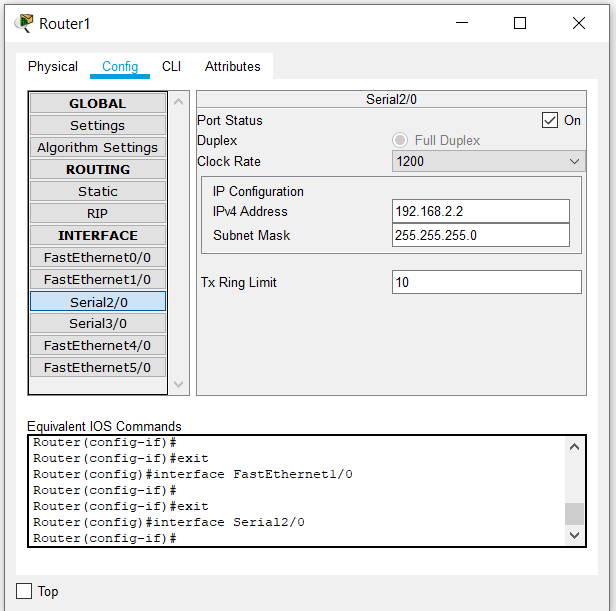 Router1
Physical Config CLI Attributes
GLOBAL
Settings
Algorithm Settings
ROUTING
Static
RIP
INTERFACE
FastEthernet0/0
FastEthernet1/0
Serial2/0
Serial3/0
FastEthernet4/0
FastEthernet5/0
Serial2/0
Port Status On
Duplex Full Duplex
Clock Rate 1200
IP Configuration
IPv4 Address 192.168.2.2
Subnet Mask 255.255.255.0
Tx Ring Limit 10
Equivalent IOS Commands
Router(config-if)#
Router(config-if)#exit
Router(config)#interface FastEthernet1/0
Router(config-if)#
Router(config-if)#exit
Router(config)#interface Serial2/0
Router(config-if)#
Top